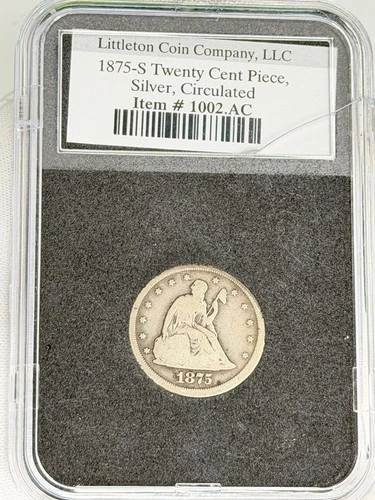 Littleton Coin Company, LLC
1875-S Twenty Cent Piece,
Silver, Circulated
Item # 1002.AC
1875